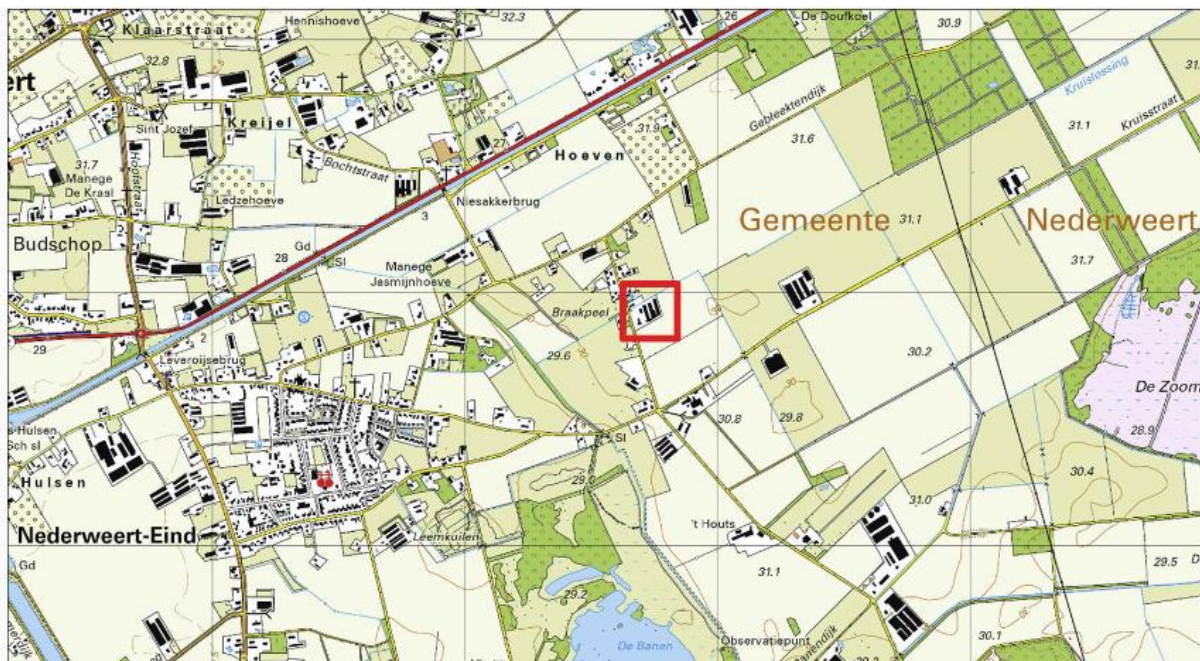 Klaarstraat
Hennishoeve
32.3
26
De Doufkoel
30.9
32.8
ert
Sint Jozef
Kreijel
31.9
Gebleektendijk
31.6
Kruislossing
31.1
Kruisstraat
27
Hoeven
31.7
Manege
De Kraal
Hoofstraat
Bochtstraat
Ledzehoeve
Niesakkerbrug
3
Budschop
28
Gd
Sl
Manege
Jasmijnhoeve
Gemeente
31.1
Nederweert
31.7
Braakpeel
29
2
Leveroijsebrug
29.6
30
30.2
De Zoom
28.9
30.8
29.8
s-Hulsen
Sch sl
Sl
Hulsen
29.0
30.4
31.0
Nederweert-Eind
Leemkuilen
't Houts
31.1
29.5
D
Gd
29.2
De Banen
Observatiepunt
30.1